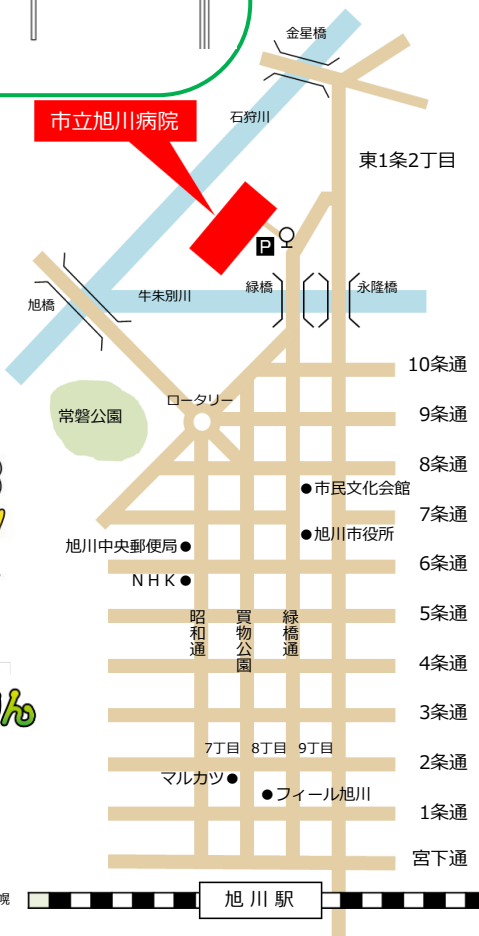 金星橋
市立旭川病院
石狩川
東1条2丁目
P
旭橋
牛朱別川
緑橋
永隆橋
10条通
ロータリー
常磐公園
9条通
8条通
市民文化会館
7条通
旭川中央郵便局
旭川市役所
6条通
NHK
昭和通
買物公園
緑橋通
5条通
4条通
ん
3条通
7丁目 8丁目 9丁目
2条通
マルカツ
フィール旭川
1条通
宮下通
幌
旭川駅